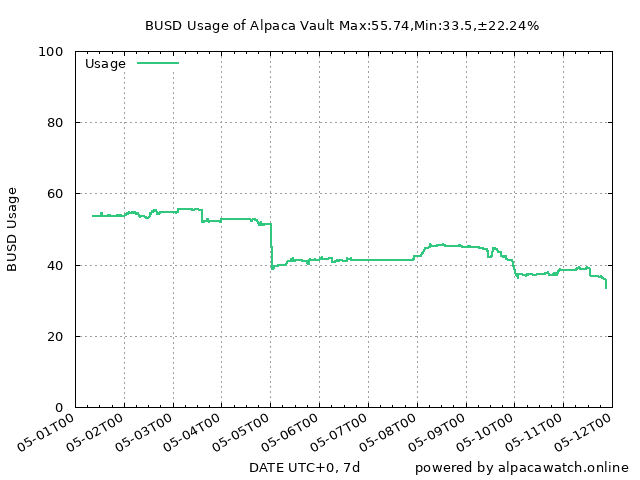 BUSD Usage of Alpaca Vault Max:55.74,Min:33.5,±22.24%
Usage
BUSD Usage
100
80
60
40
20
0
05-01T00
05-02T00
05-03T00
05-04T00
05-05T00
05-06T00
05-07T00
05-08T00
05-09T00
05-10T00
05-11T00
05-12T00
DATE UTC+0, 7d
powered by alpacawatch.online